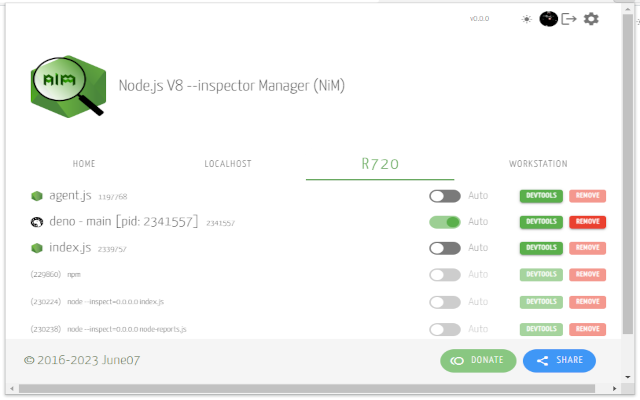 v0.0.0
NiM
Node.js V8 --inspector Manager (NiM)
HOME LOCALHOST R720 WORKSTATION
agent.js 1197768 Auto DEVTOOLS REMOVE
deno - main [pid: 2341557] 2341557 Auto DEVTOOLS REMOVE
index.js 2339757 Auto DEVTOOLS REMOVE
(229860) npm Auto DEVTOOLS REMOVE
(230224) node --inspect=0.0.0.0 index.js Auto DEVTOOLS REMOVE
(230238) node --inspect=0.0.0.0 node-reports.js Auto DEVTOOLS REMOVE
© 2016-2023 June07 DONATE SHARE